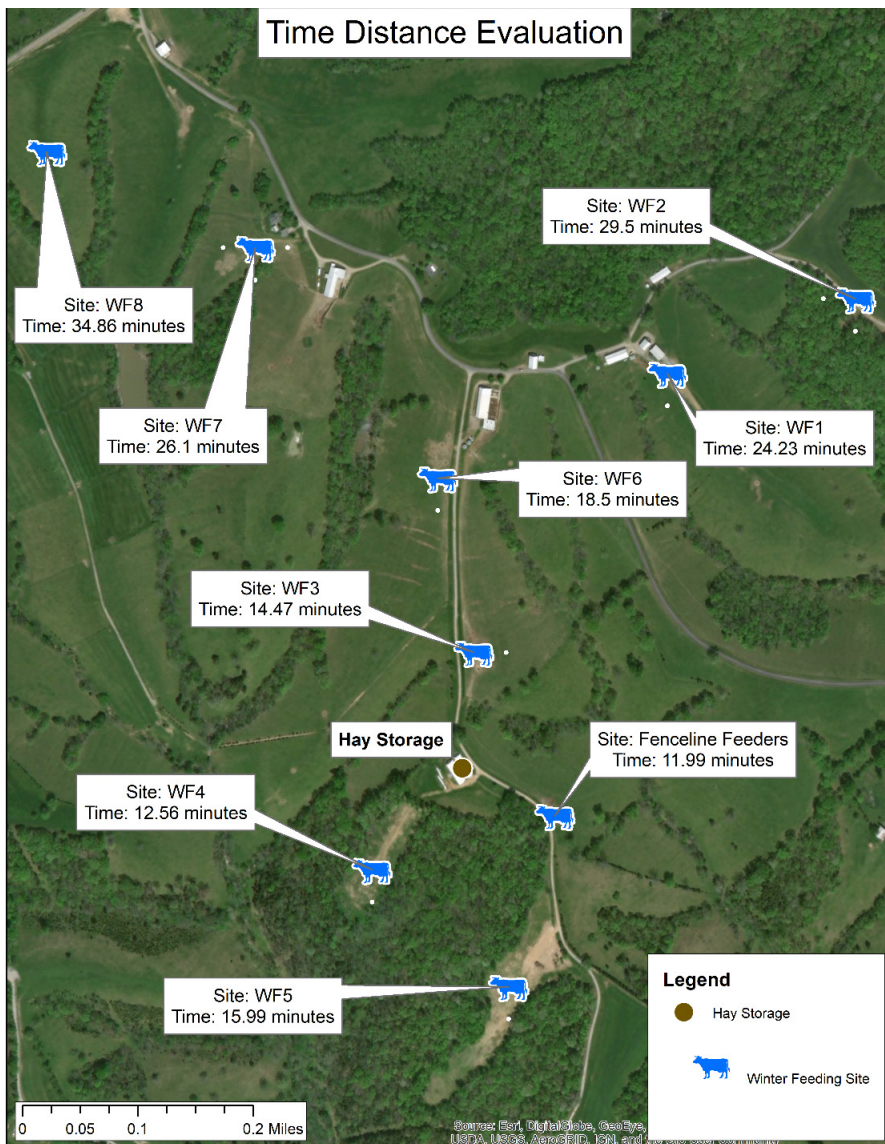 Time Distance Evaluation
Site: WF2
Time: 29.5 minutes
Site: WF8
Time: 34.86 minutes
Site: WF7
Time: 26.1 minutes
Site: WF1
Time: 24.23 minutes
Site: WF6
Time: 18.5 minutes
Site: WF3
Time: 14.47 minutes
Hay Storage
Site: Fenceline Feeders
Time: 11.99 minutes
Site: WF4
Time: 12.56 minutes
Site: WF5
Time: 15.99 minutes
Legend
Hay Storage
Winter Feeding Site
0 0.05 0.1 0.2 Miles
Source: Esri, DigitalGlobe, GeoEye,
USDA, USGS, AeroGRID, IGN, and the GIS User Community